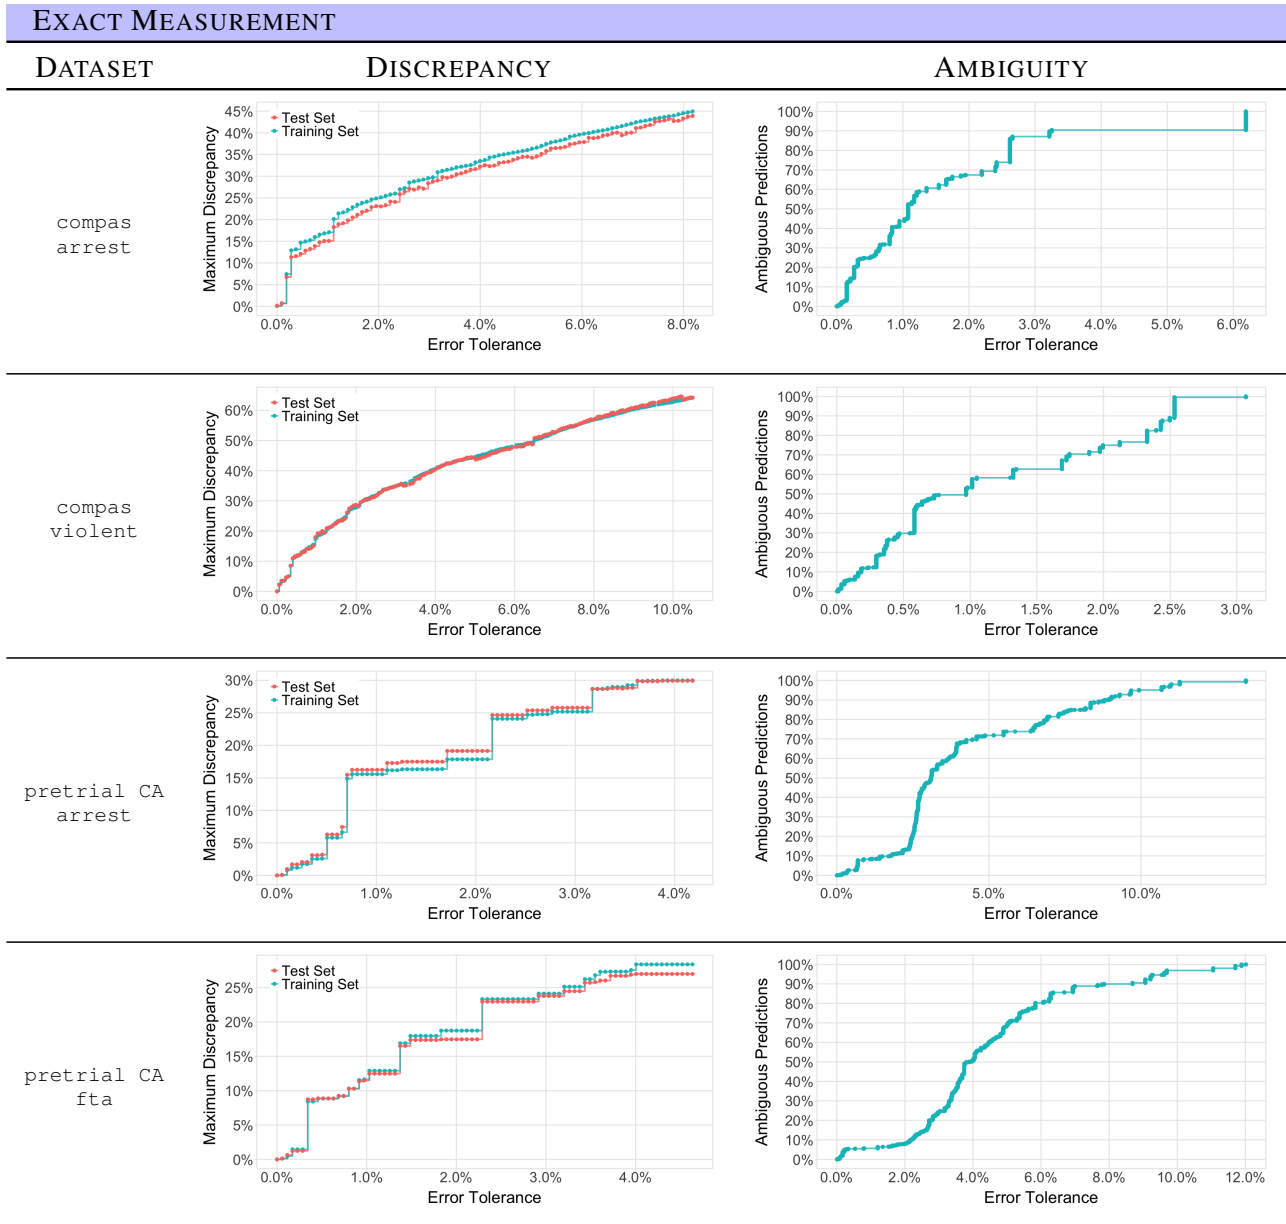 EXACT MEASUREMENT
DATASET DISCREPANCY AMBIGUITY
compas
arrest
Maximum Discrepancy
45%
40%
35%
30%
25%
20%
15%
10%
5%
0%
Test Set
Training Set
0.0% 2.0% 4.0% 6.0% 8.0%
Error Tolerance
Ambiguous Predictions
100%
90%
80%
70%
60%
50%
40%
30%
20%
10%
0%
0.0% 1.0% 2.0% 3.0% 4.0% 5.0% 6.0%
Error Tolerance
compas
violent
Maximum Discrepancy
60%
50%
40%
30%
20%
10%
0%
Test Set
Training Set
0.0% 2.0% 4.0% 6.0% 8.0% 10.0%
Error Tolerance
Ambiguous Predictions
100%
90%
80%
70%
60%
50%
40%
30%
20%
10%
0%
0.0% 0.5% 1.0% 1.5% 2.0% 2.5% 3.0%
Error Tolerance
pretrial CA
arrest
Maximum Discrepancy
30%
25%
20%
15%
10%
5%
0%
Test Set
Training Set
1.0% 2.0% 3.0% 4.0%
Error Tolerance
Ambiguous Predictions
100%
90%
80%
70%
60%
50%
40%
30%
20%
10%
0%
0.0% 5.0% 10.0%
Error Tolerance
pretrial CA
fta
Maximum Discrepancy
25%
20%
15%
10%
5%
0%
Test Set
Training Set
0.0% 1.0% 2.0% 3.0% 4.0%
Error Tolerance
Ambiguous Predictions
100%
90%
80%
70%
60%
50%
40%
30%
20%
10%
0%
0.0% 2.0% 4.0% 6.0% 8.0% 10.0% 12.0%
Error Tolerance